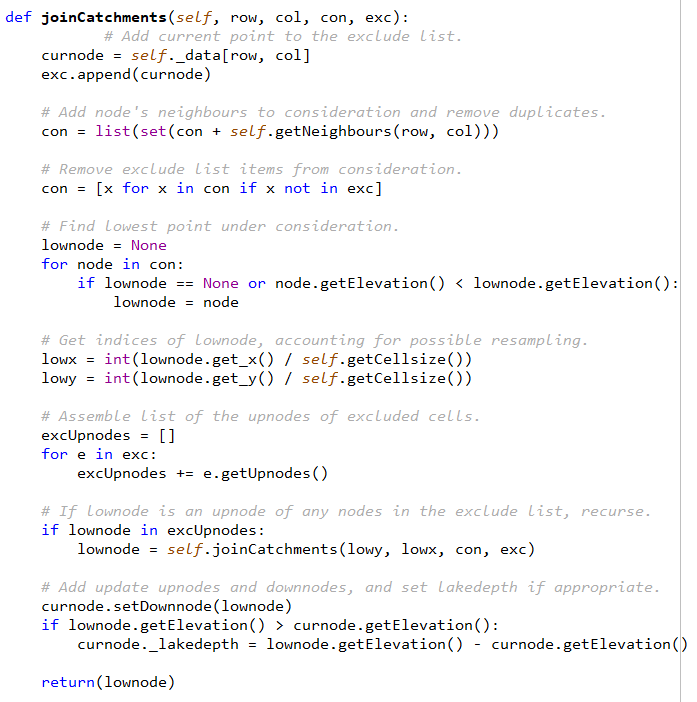 def joinCatchments(self, row, col, con, exc):
# Add current point to the exclude list.
curnode = self._data[row, col]
exc.append(curnode)
# Add node's neighbours to consideration and remove duplicates.
con = list(set(con + self.getNeighbours(row, col)))
# Remove exclude list items from consideration.
con = [x for x in con if x not in exc]
# Find lowest point under consideration.
lownode = None
for node in con:
if lownode == None or node.getElevation() < lownode.getElevation():
lownode = node
# Get indices of lownode, accounting for possible resampling.
lowx = int(lownode.get_x() / self.getCellsize())
lowy = int(lownode.get_y() / self.getCellsize())
# Assemble list of the upnodes of excluded cells.
excUpnodes = []
for e in exc:
excUpnodes += e.getUpnodes()
# If lownode is an upnode of any nodes in the exclude list, recurse.
if lownode in excUpnodes:
lownode = self.joinCatchments(lowy, lowx, con, exc)
# Add update upnodes and downnodes, and set lakedepth if appropriate.
curnode.setDownnode(lownode)
if lownode.getElevation() > curnode.getElevation():
curnode._lakedepth = lownode.getElevation() - curnode.getElevation()
return(lownode)